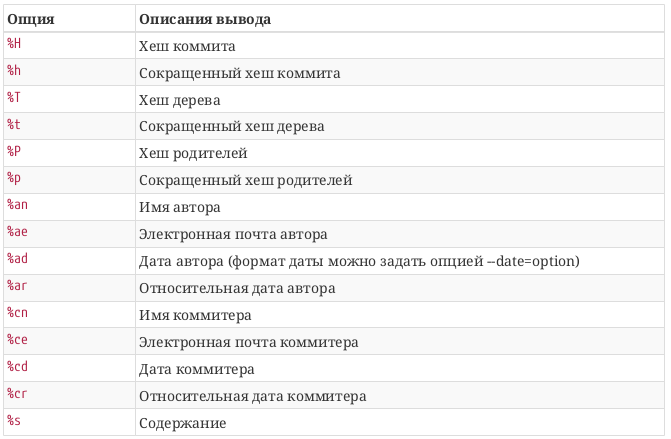 Опция Описания вывода
%H Хеш коммита
%h Сокращенный хеш коммита
%T Хеш дерева
%t Сокращенный хеш дерева
%P Хеш родителей
%p Сокращенный хеш родителей
%an Имя автора
%ae Электронная почта автора
%ad Дата автора (формат даты можно задать опцией --date=option)
%ar Относительная дата автора
%cn Имя коммитера
%ce Электронная почта коммитера
%cd Дата коммитера
%cr Относительная дата коммитера
%s Содержание